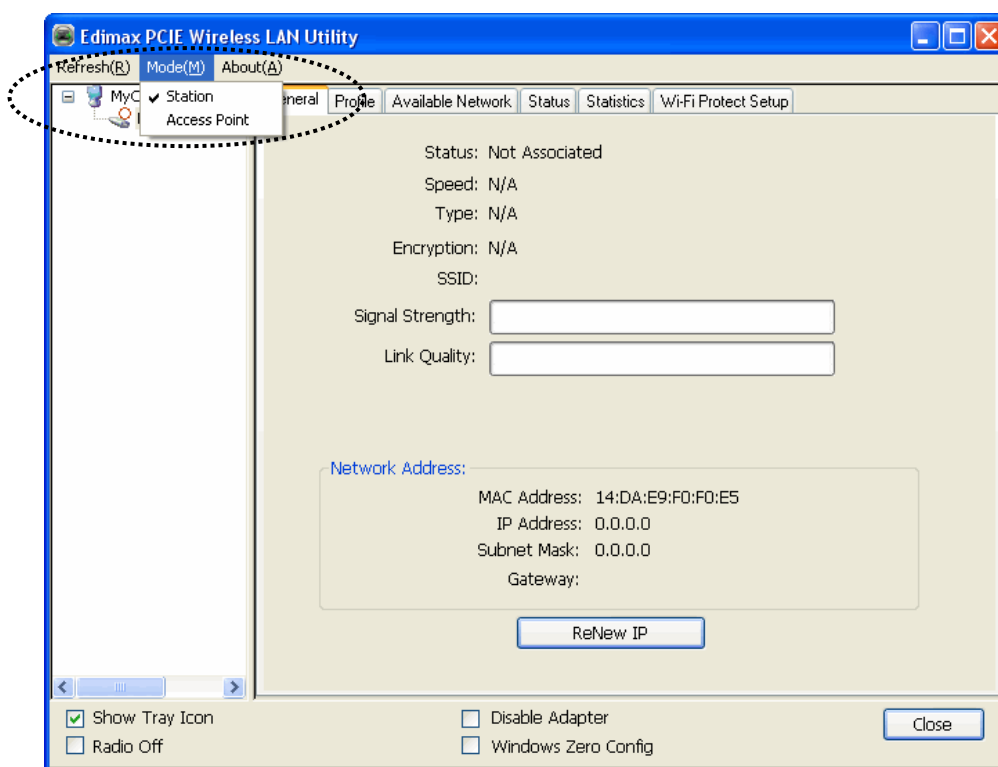 Edimax PCIE Wireless LAN Utility
Refresh(R) Mode(M) About(A)
MyC
Station
Access Point
eneral Profile Available Network Status Statistics Wi-Fi Protect Setup
Status: Not Associated
Speed: N/A
Type: N/A
Encryption: N/A
SSID:
Signal Strength:
Link Quality:
Network Address:
MAC Address: 14:DA:E9:F0:F0:E5
IP Address: 0.0.0.0
Subnet Mask: 0.0.0.0
Gateway:
ReNew IP
Show Tray Icon Disable Adapter
Close
Radio Off Windows Zero Config